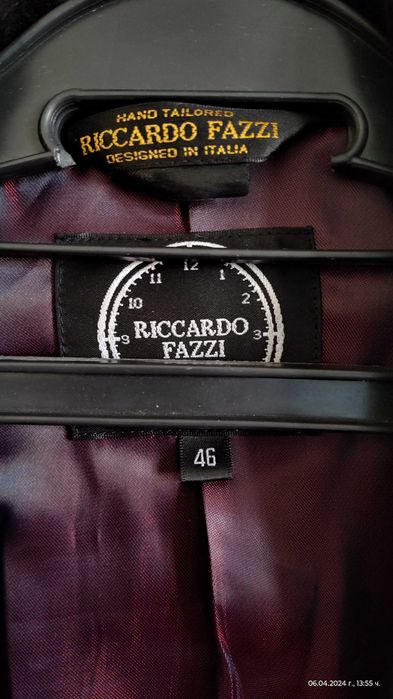 HAND TAILORED
RICCARDO FAZZI
DESIGNED IN ITALIA
12
11
1
10
2
RICCARDO
9
3
FAZZI
46
06.04.2024 г., 13:55 ч.